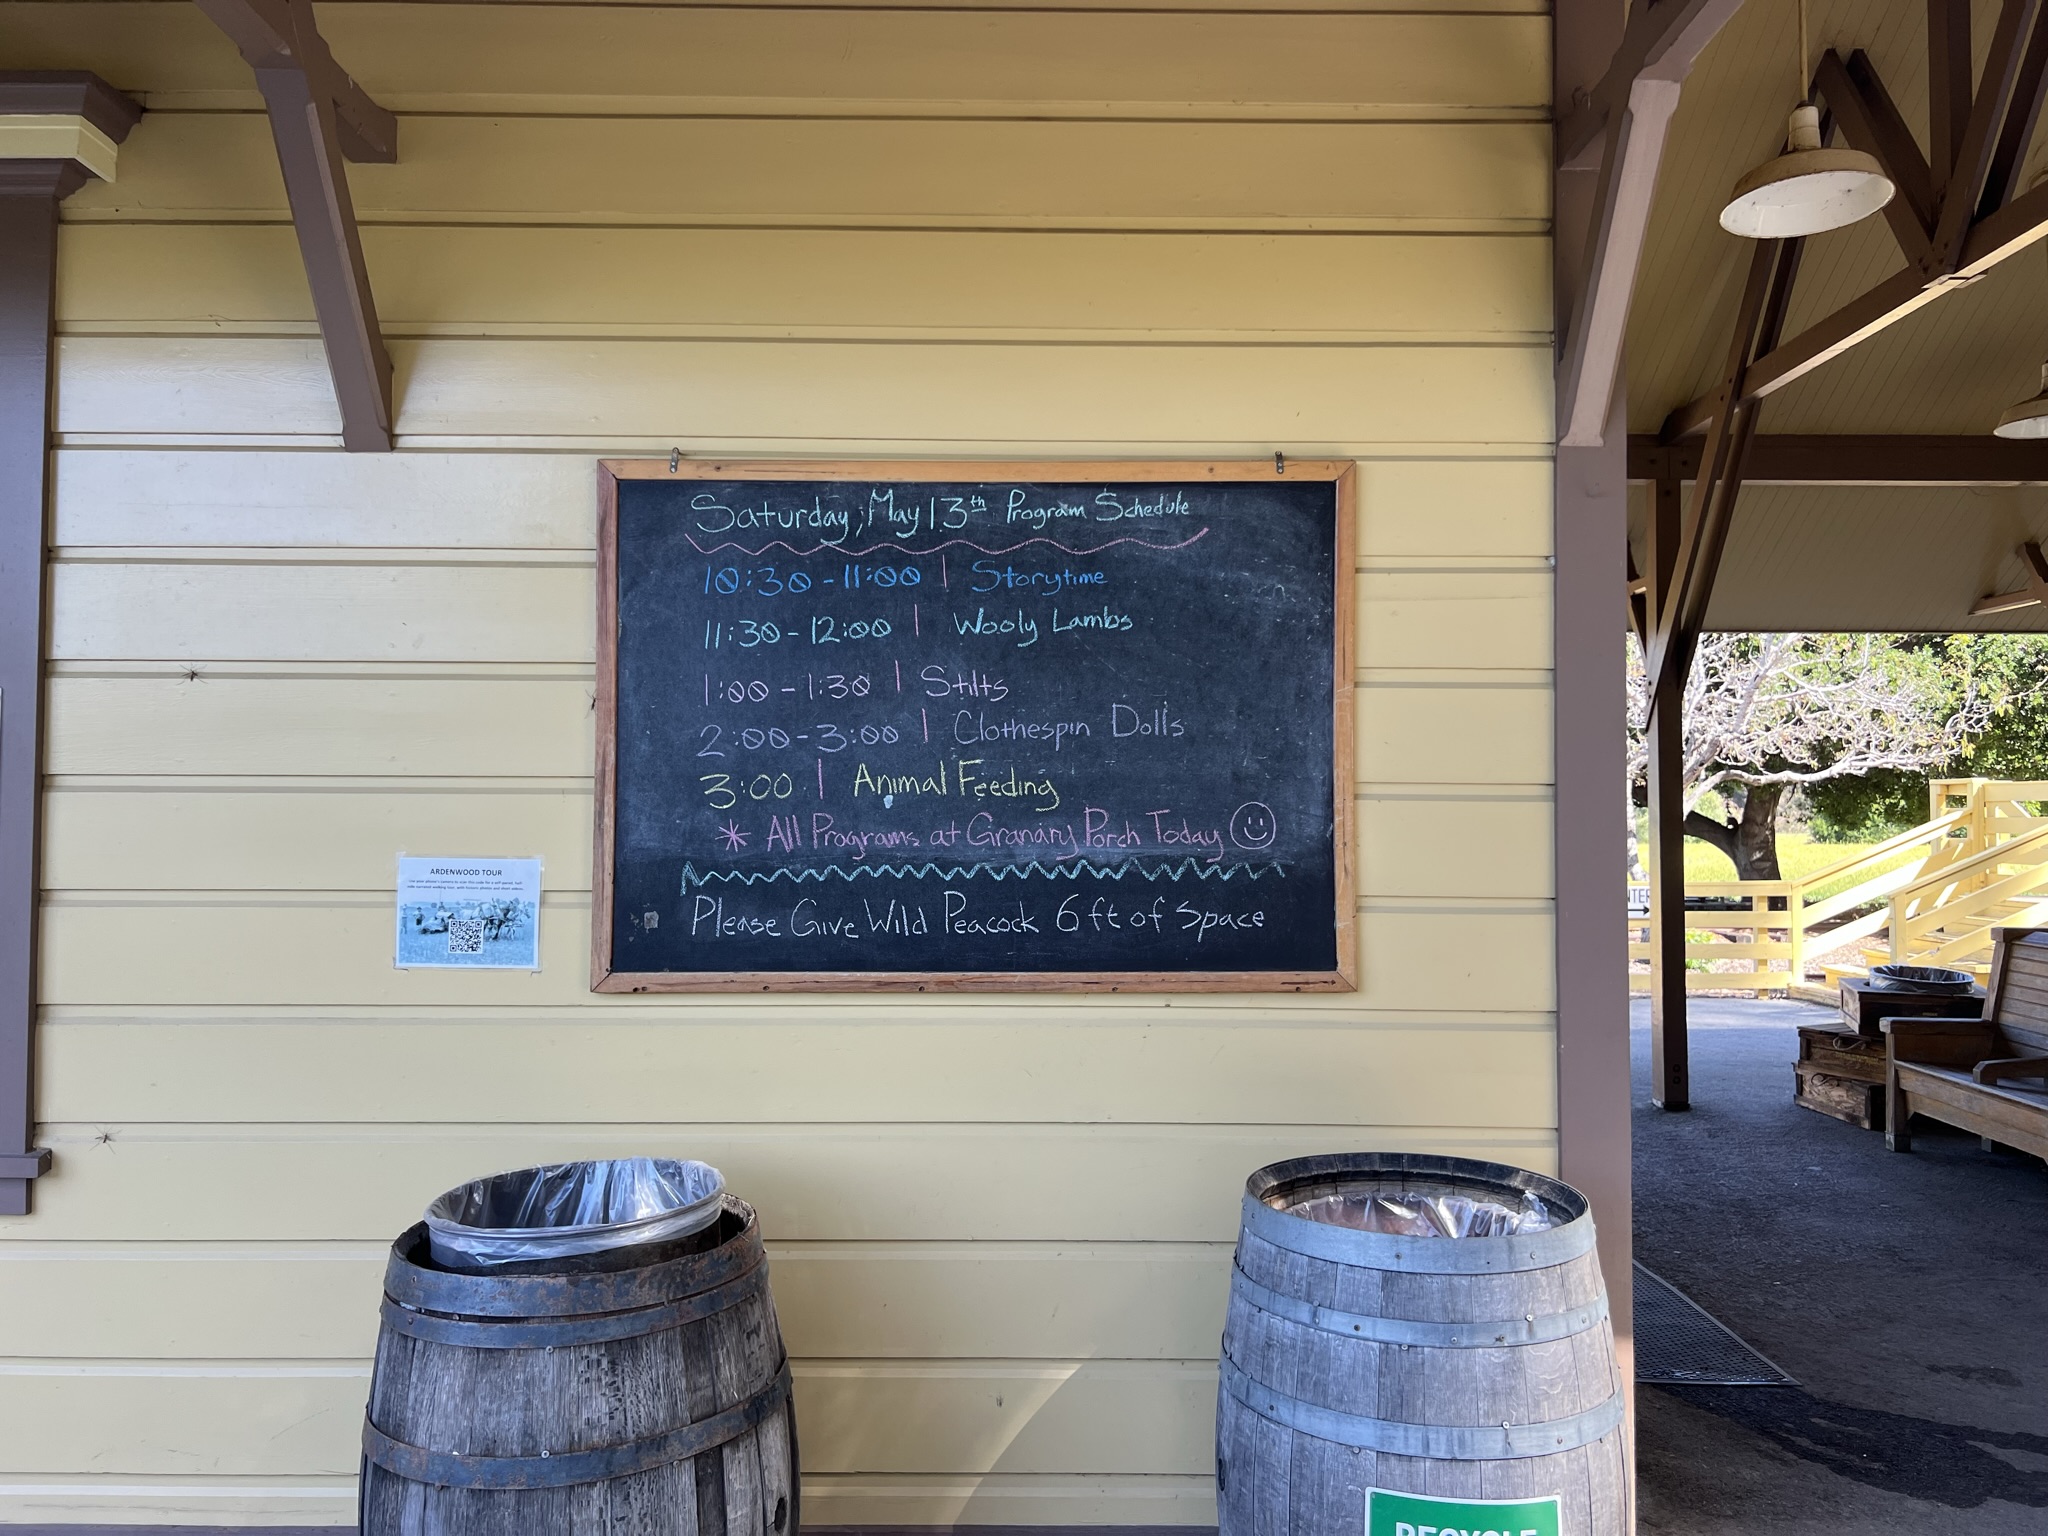 Saturday, May 13th Program Schedule
10:30 - 11:00 | Storytime
11:30 - 12:00 | Wooly Lambs
1:00 - 1:30 | Stilts
2:00 - 3:00 | Clothespin Dolls
3:00 | Animal Feeding
* All Programs at Granary Porch Today
Please Give Wild Peacock 6 ft of Space
ARDENWOOD TOUR
RECYCLE